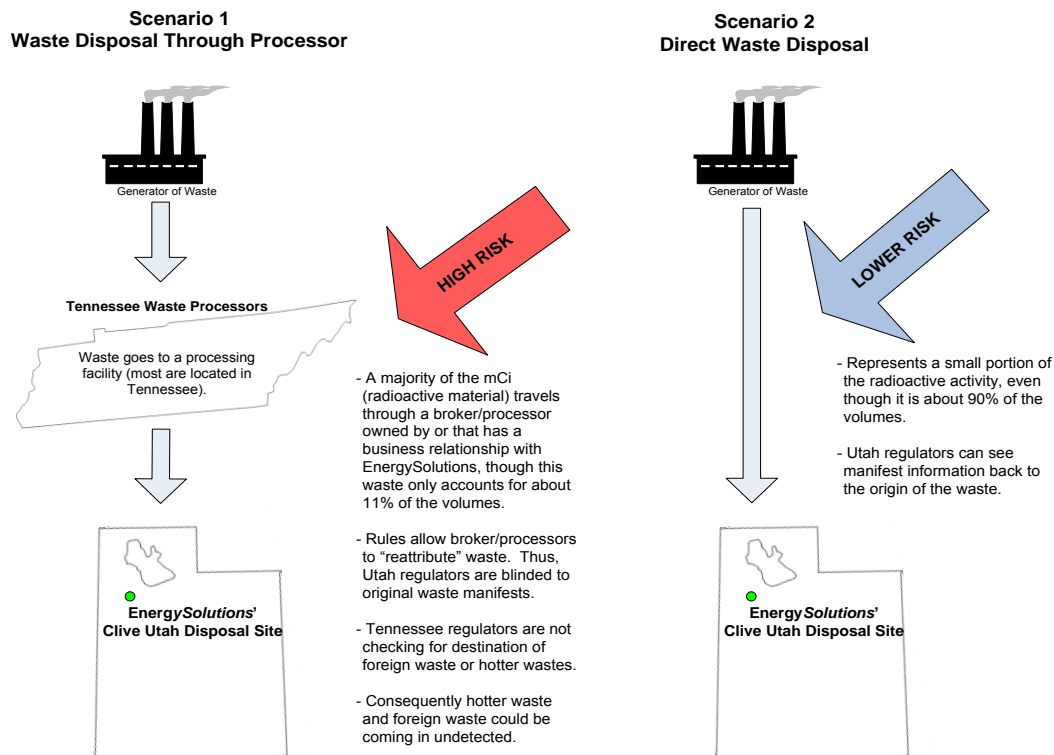 Scenario 1
Waste Disposal Through Processor
Generator of Waste
Tennessee Waste Processors
Waste goes to a processing
facility (most are located in
Tennessee).
HIGH RISK
- A majority of the mCi
(radioactive material) travels
through a broker/processor
owned by or that has a
business relationship with
EnergySolutions, though this
waste only accounts for about
11% of the volumes.
- Rules allow broker/processors
to “reattribute” waste.  Thus,
Utah regulators are blinded to
original waste manifests.
- Tennessee regulators are not
checking for destination of
foreign waste or hotter wastes.
- Consequently hotter waste
and foreign waste could be
coming in undetected.
EnergySolutions’
Clive Utah Disposal Site
Scenario 2
Direct Waste Disposal
Generator of Waste
LOWER RISK
- Represents a small portion of
the radioactive activity, even
though it is about 90% of the
volumes.
- Utah regulators can see
manifest information back to
the origin of the waste.
EnergySolutions’
Clive Utah Disposal Site